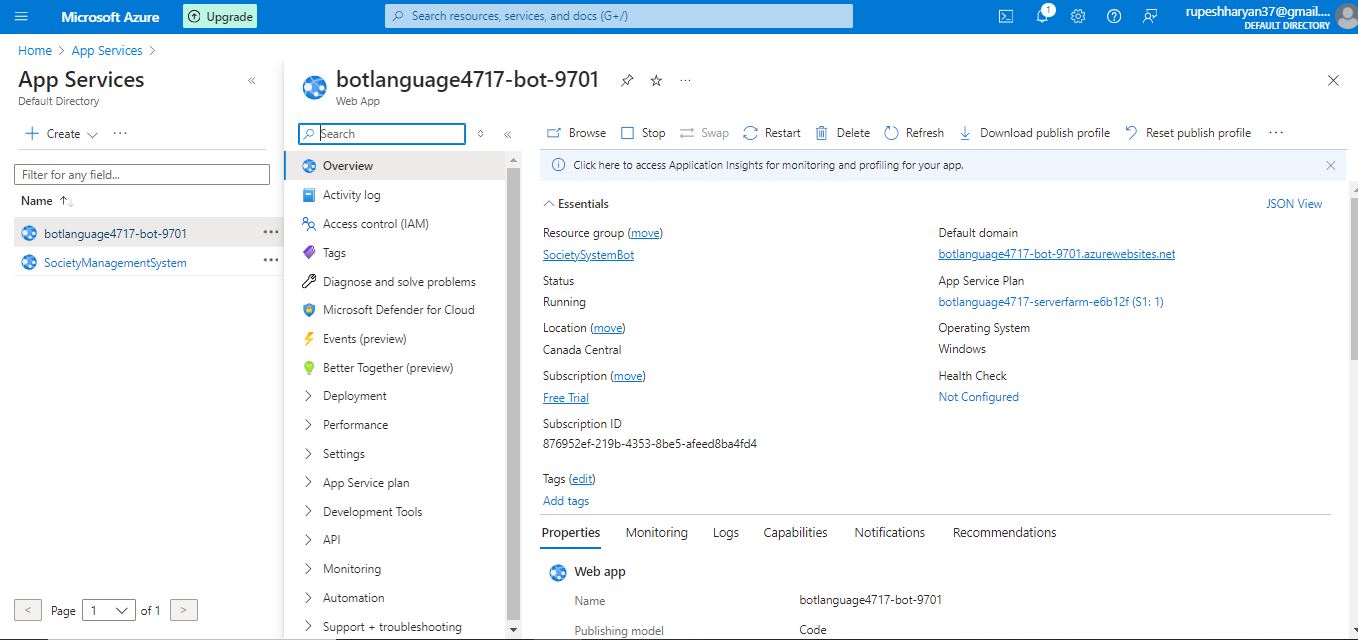 Microsoft Azure
Upgrade
Search resources, services, and docs (G+/)
1
rupeshharyan37@gmail....
DEFAULT DIRECTORY
Home > App Services >
App Services
Default Directory
Create
Filter for any field...
Name
botlanguage4717-bot-9701
SocietyManagementSystem
< Page 1 of 1 >
botlanguage4717-bot-9701
Web App
Search
Overview
Activity log
Access control (IAM)
Tags
Diagnose and solve problems
Microsoft Defender for Cloud
Events (preview)
Better Together (preview)
Deployment
Performance
Settings
App Service plan
Development Tools
API
Monitoring
Automation
Support + troubleshooting
Browse Stop Swap Restart Delete Refresh Download publish profile Reset publish profile
Click here to access Application Insights for monitoring and profiling for your app.
Essentials
JSON View
Resource group (move)
SocietySystemBot
Status
Running
Location (move)
Canada Central
Subscription (move)
Free Trial
Subscription ID
876952ef-219b-4353-8be5-afeed8ba4fd4
Default domain
botlanguage4717-bot-9701.azurewebsites.net
App Service Plan
botlanguage4717-serverfarm-e6b12f (S1: 1)
Operating System
Windows
Health Check
Not Configured
Tags (edit)
Add tags
Properties Monitoring Logs Capabilities Notifications Recommendations
Web app
Name botlanguage4717-bot-9701
Publishing model Code